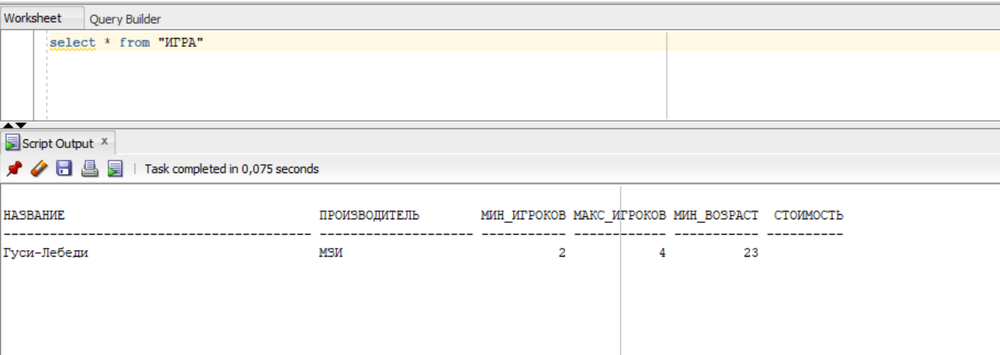 Worksheet Query Builder
select * from "ИГРА"
Script Output x
Task completed in 0,075 seconds
НАЗВАНИЕ ПРОИЗВОДИТЕЛЬ МИН_ИГРОКОВ МАКС_ИГРОКОВ МИН_ВОЗРАСТ СТОИМОСТЬ
---------------------------------------- -------------------- ----------- ------------ ----------- ----------
Гуси-Лебеди МЗИ 2 4 23